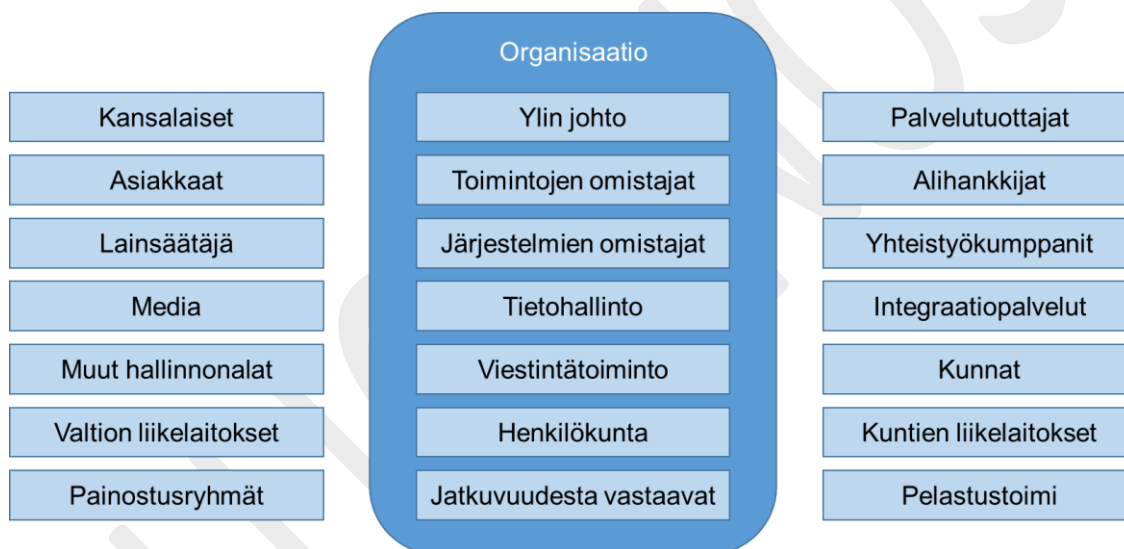 Organisaatio
Kansalaiset
Asiakkaat
Lainsäätäjä
Media
Muut hallinnonalat
Valtion liikelaitokset
Painostusryhmät
Ylin johto
Toimintojen omistajat
Järjestelmien omistajat
Tietohallinto
Viestintätoiminto
Henkilökunta
Jatkuvuudesta vastaavat
Palvelutuottajat
Alihankkijat
Yhteistyökumppanit
Integraatiopalvelut
Kunnat
Kuntien liikelaitokset
Pelastustoimi